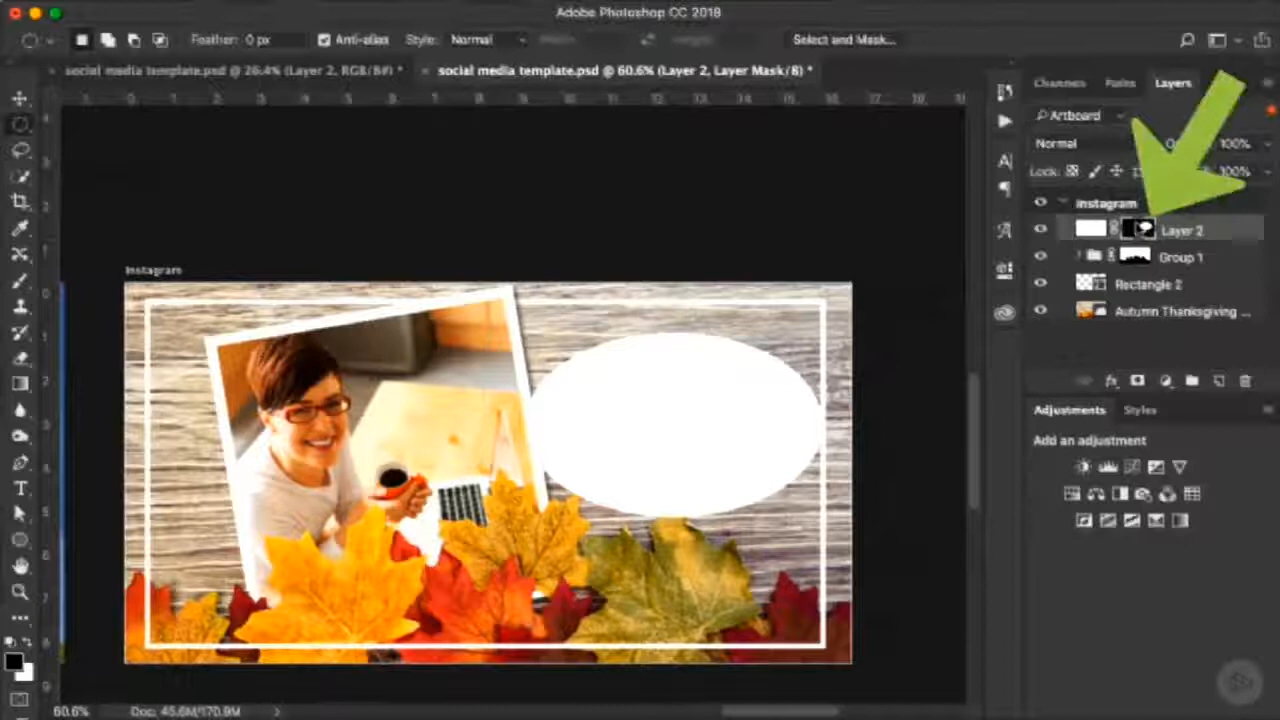 Adobe Photoshop CC 2018
Feather: 0 px Anti-alias Style: Normal Select and Mask...
social media template.psd @ 26.4% (Layer 2, RGB/8#) * social media template.psd @ 60.6% (Layer 2, Layer Mask/8) *
Channels Paths Layers
Artboard
Normal 100%
Lock: 100%
Instagram
Layer 2
Group 1
Rectangle 2
Autumn Thanksgiving ...
Instagram
Adjustments Styles
Add an adjustment
60.6% Doc: 45.6M/170.9M